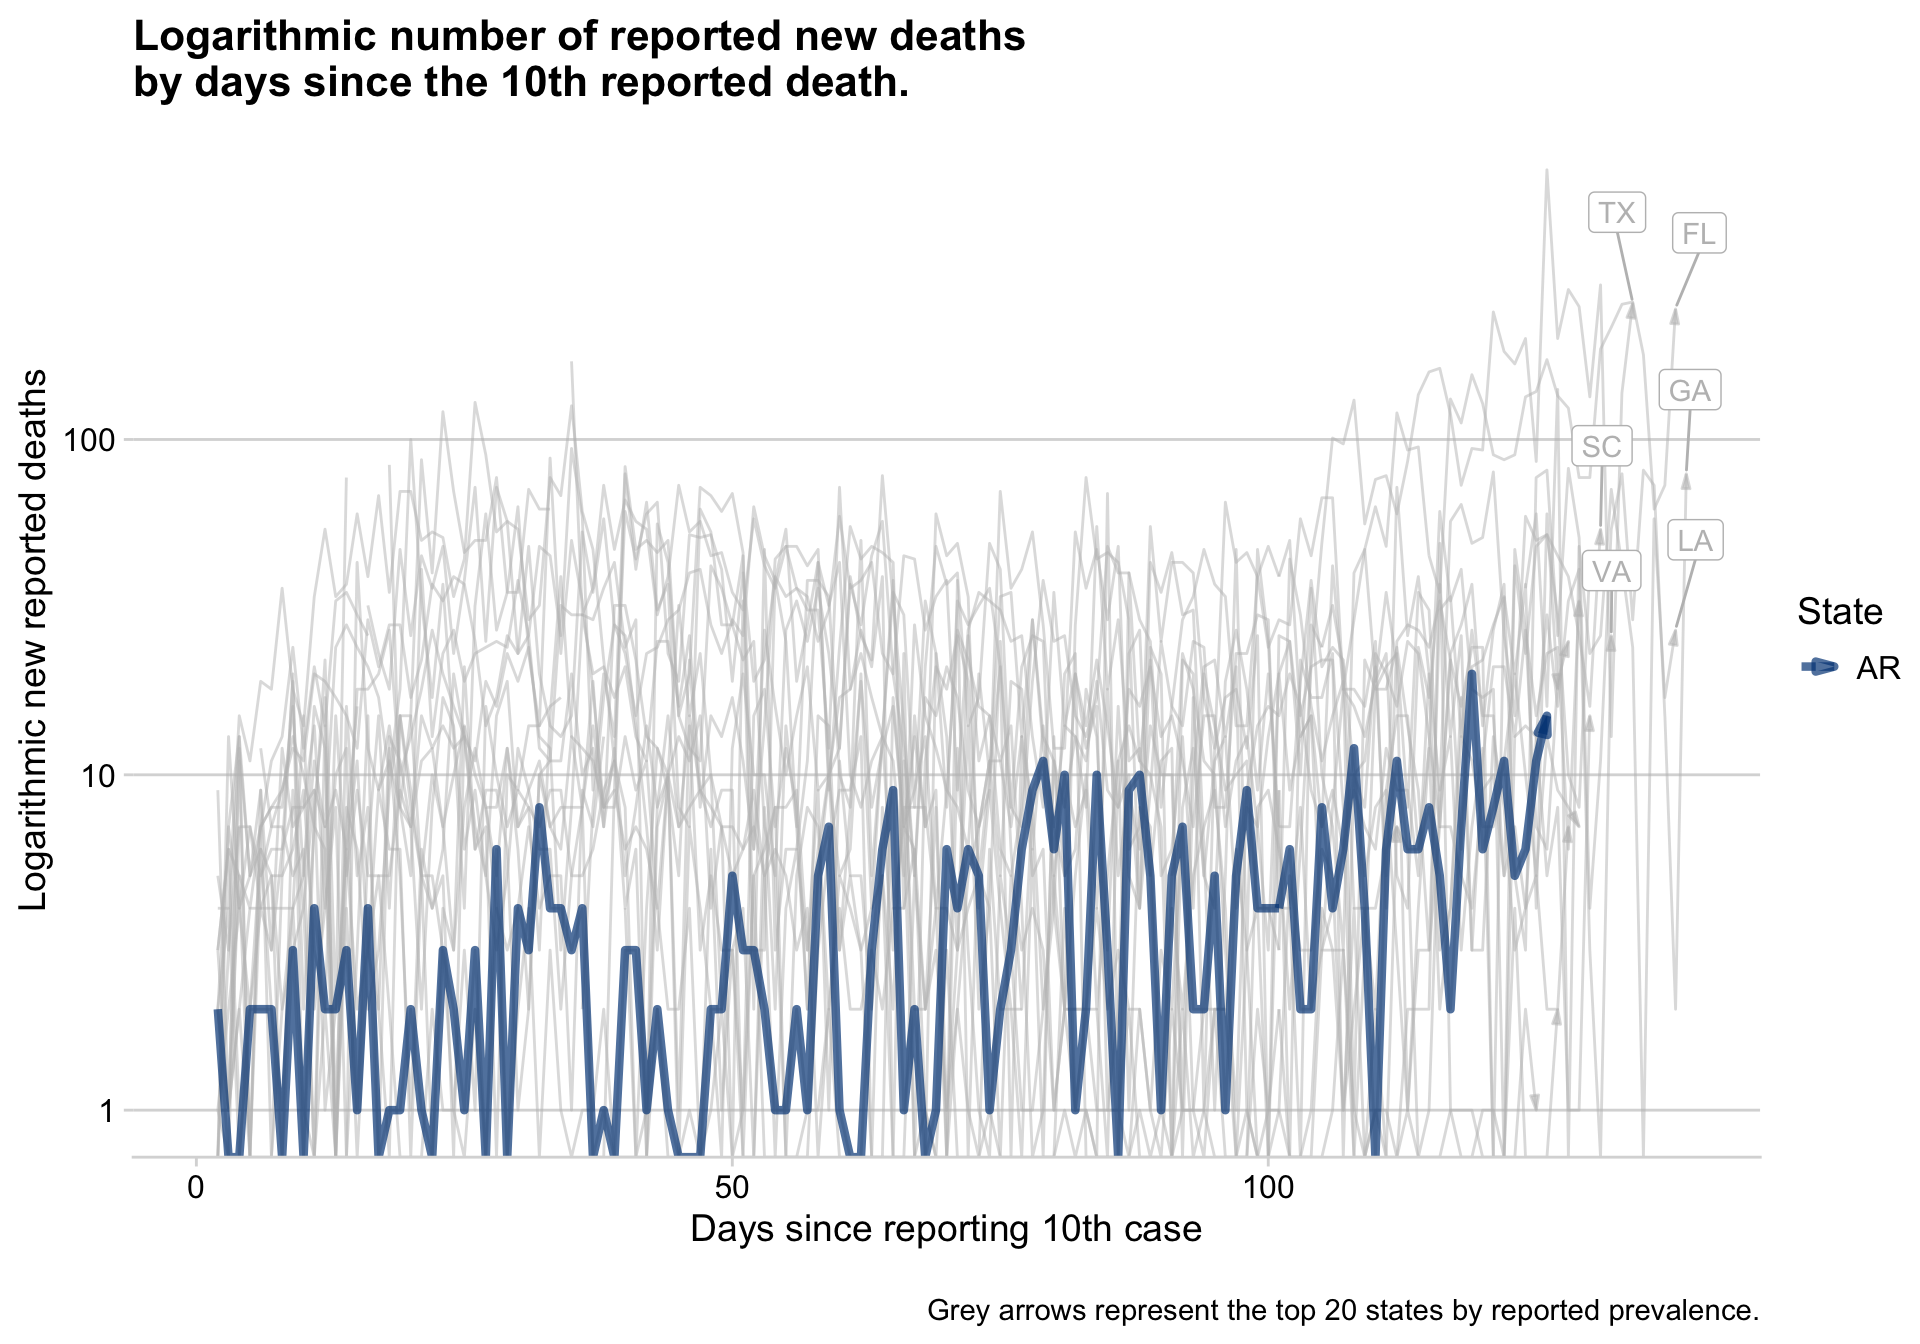 Logarithmic number of reported new deaths
by days since the 10th reported death.
TX
FL
GA
SC
LA
VA
100
10
1
Logarithmic new reported deaths
0
50
100
Days since reporting 10th case
State
AR
Grey arrows represent the top 20 states by reported prevalence.